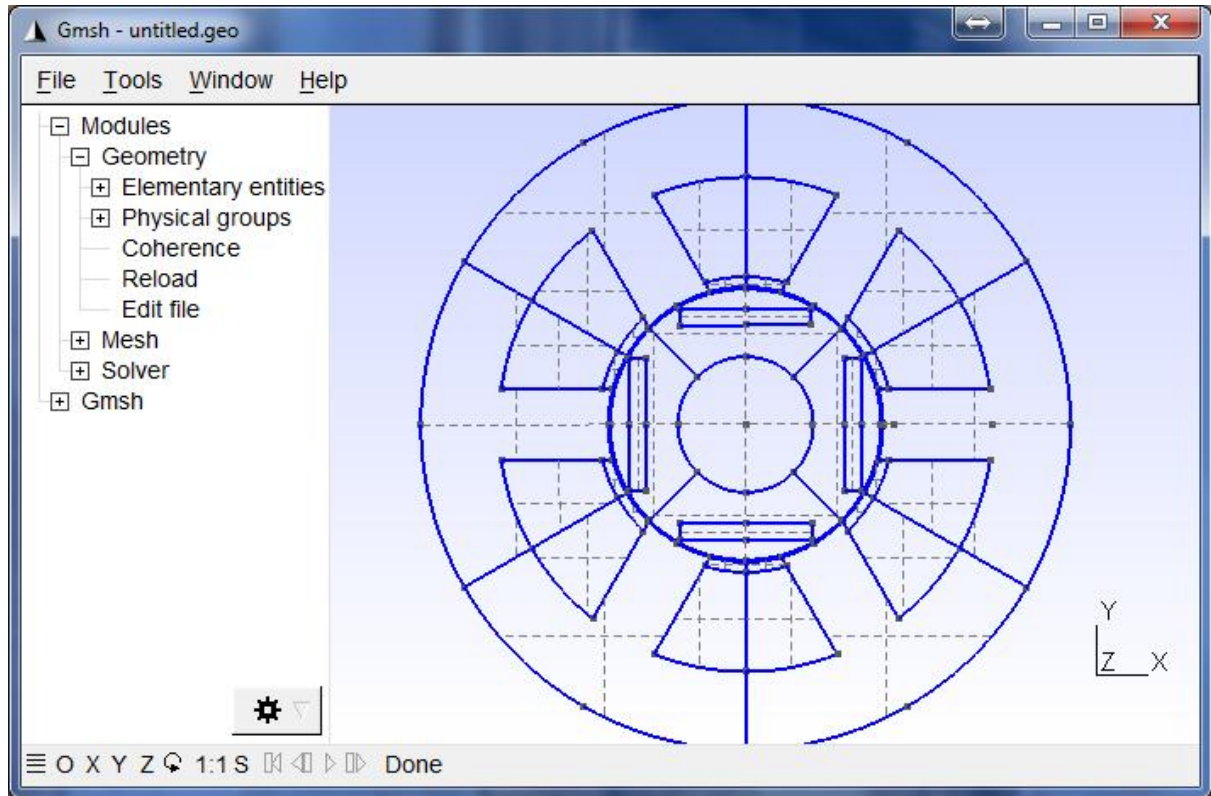 Gmsh - untitled.geo
File Tools Window Help
Modules
Geometry
Elementary entities
Physical groups
Coherence
Reload
Edit file
Mesh
Solver
Gmsh
Y
Z X
O X Y Z 1:1 S Done